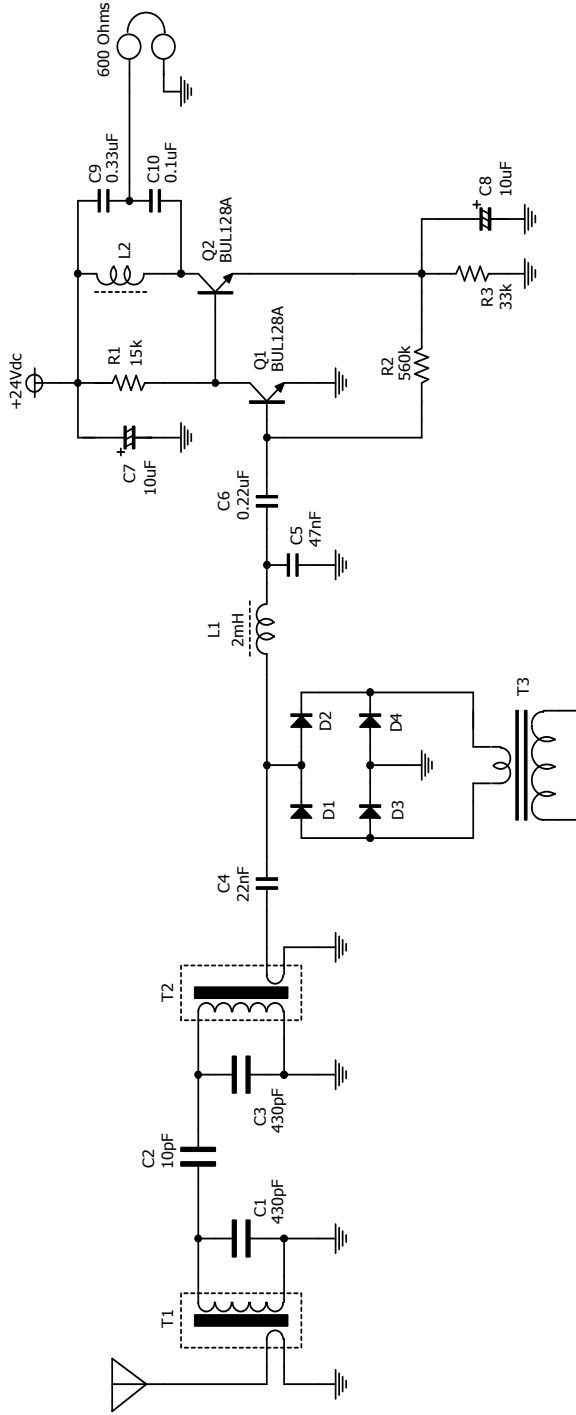 T1
C1
430pF
C2
10pF
C3
430pF
T2
C4
22nF
D1
D2
D3
D4
T3
L1
2mH
C5
47nF
C6
0.22uF
C7
10uF
+
+24Vdc
R1
15k
Q1
BUL128A
L2
Q2
BUL128A
C9
0.33uF
C10
0.1uF
600 Ohms
R2
560k
R3
33k
C8
10uF
+